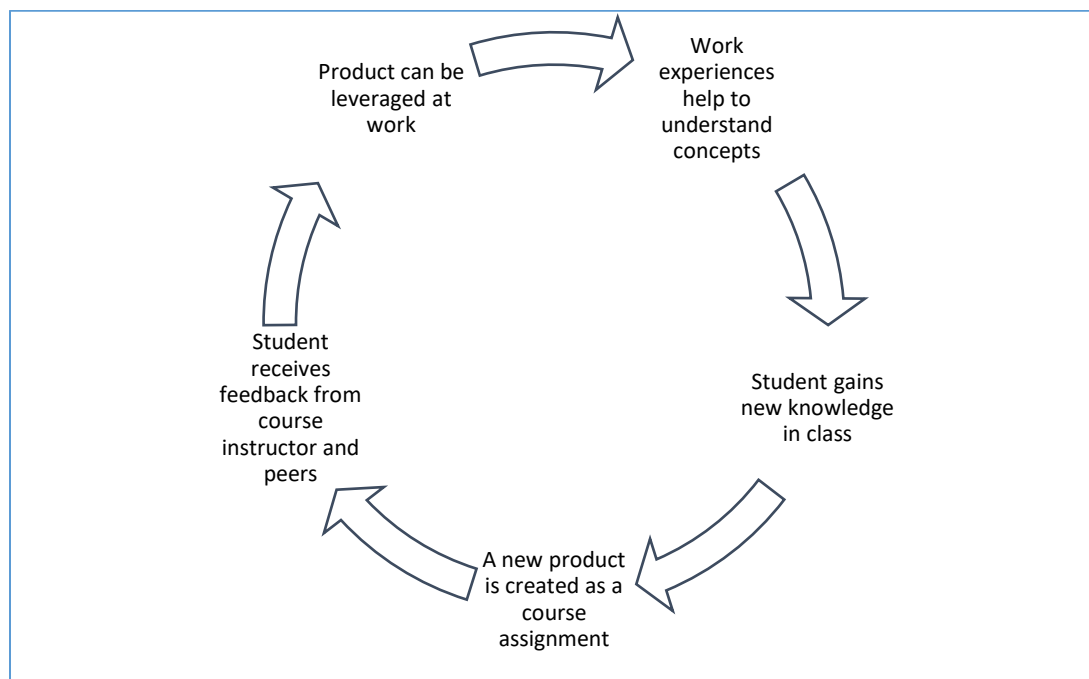 Work
experiences
help to
understand
concepts
Student gains
new knowledge
in class
A new product
is created as a
course
assignment
Student
receives
feedback from
course
instructor and
peers
Product can be
leveraged at
work